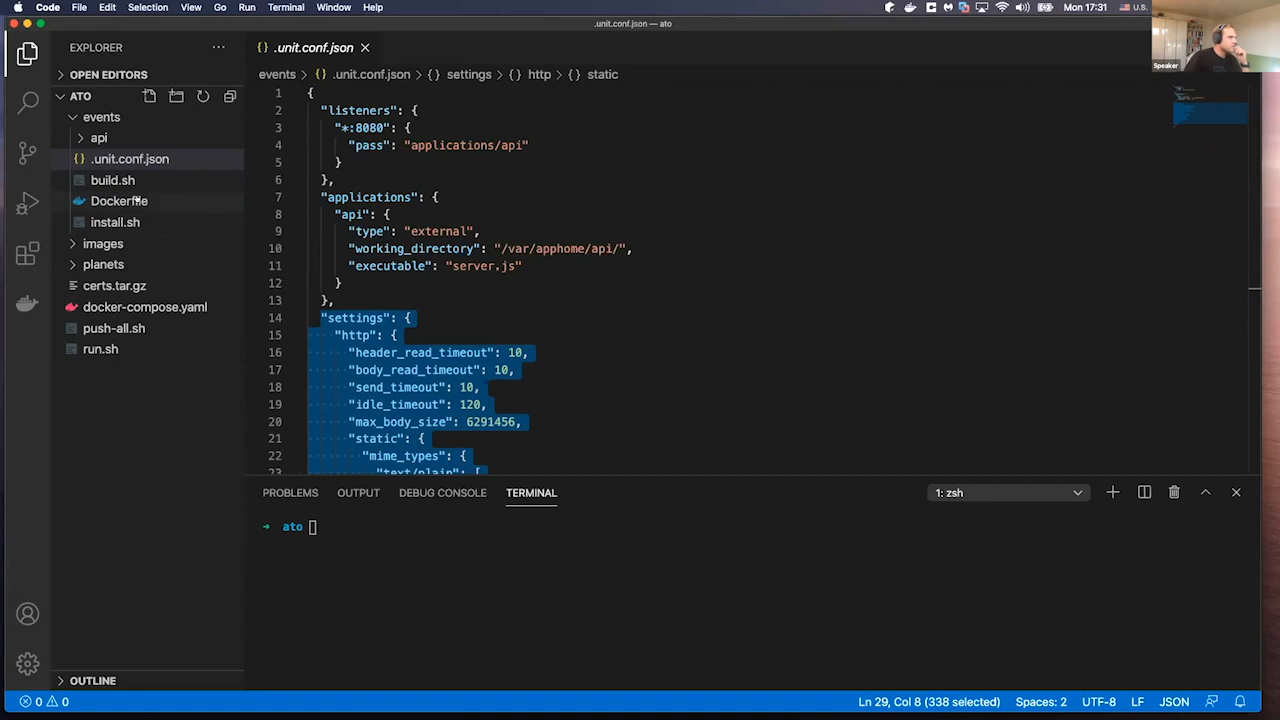 Code File Edit Selection View Go Run Terminal Window Help
Mon 17:31 U.S.
.unit.conf.json — ato
Speaker
EXPLORER
OPEN EDITORS
ATO
events
api
.unit.conf.json
build.sh
Dockerfile
install.sh
images
planets
certs.tar.gz
docker-compose.yaml
push-all.sh
run.sh
OUTLINE
.unit.conf.json
events > {} .unit.conf.json > {} settings > {} http > {} static
1 {
2 "listeners": {
3 "*:8080": {
4 "pass": "applications/api"
5 }
6 },
7 "applications": {
8 "api": {
9 "type": "external",
10 "working_directory": "/var/apphome/api/",
11 "executable": "server.js"
12 }
13 },
14 "settings": {
15 "http": {
16 "header_read_timeout": 10,
17 "body_read_timeout": 10,
18 "send_timeout": 10,
19 "idle_timeout": 120,
20 "max_body_size": 6291456,
21 "static": {
22 "mime_types": {
23 "text/plain": [
PROBLEMS OUTPUT DEBUG CONSOLE TERMINAL 1: zsh
→ ato
0 0 Ln 29, Col 8 (338 selected) Spaces: 2 UTF-8 LF JSON